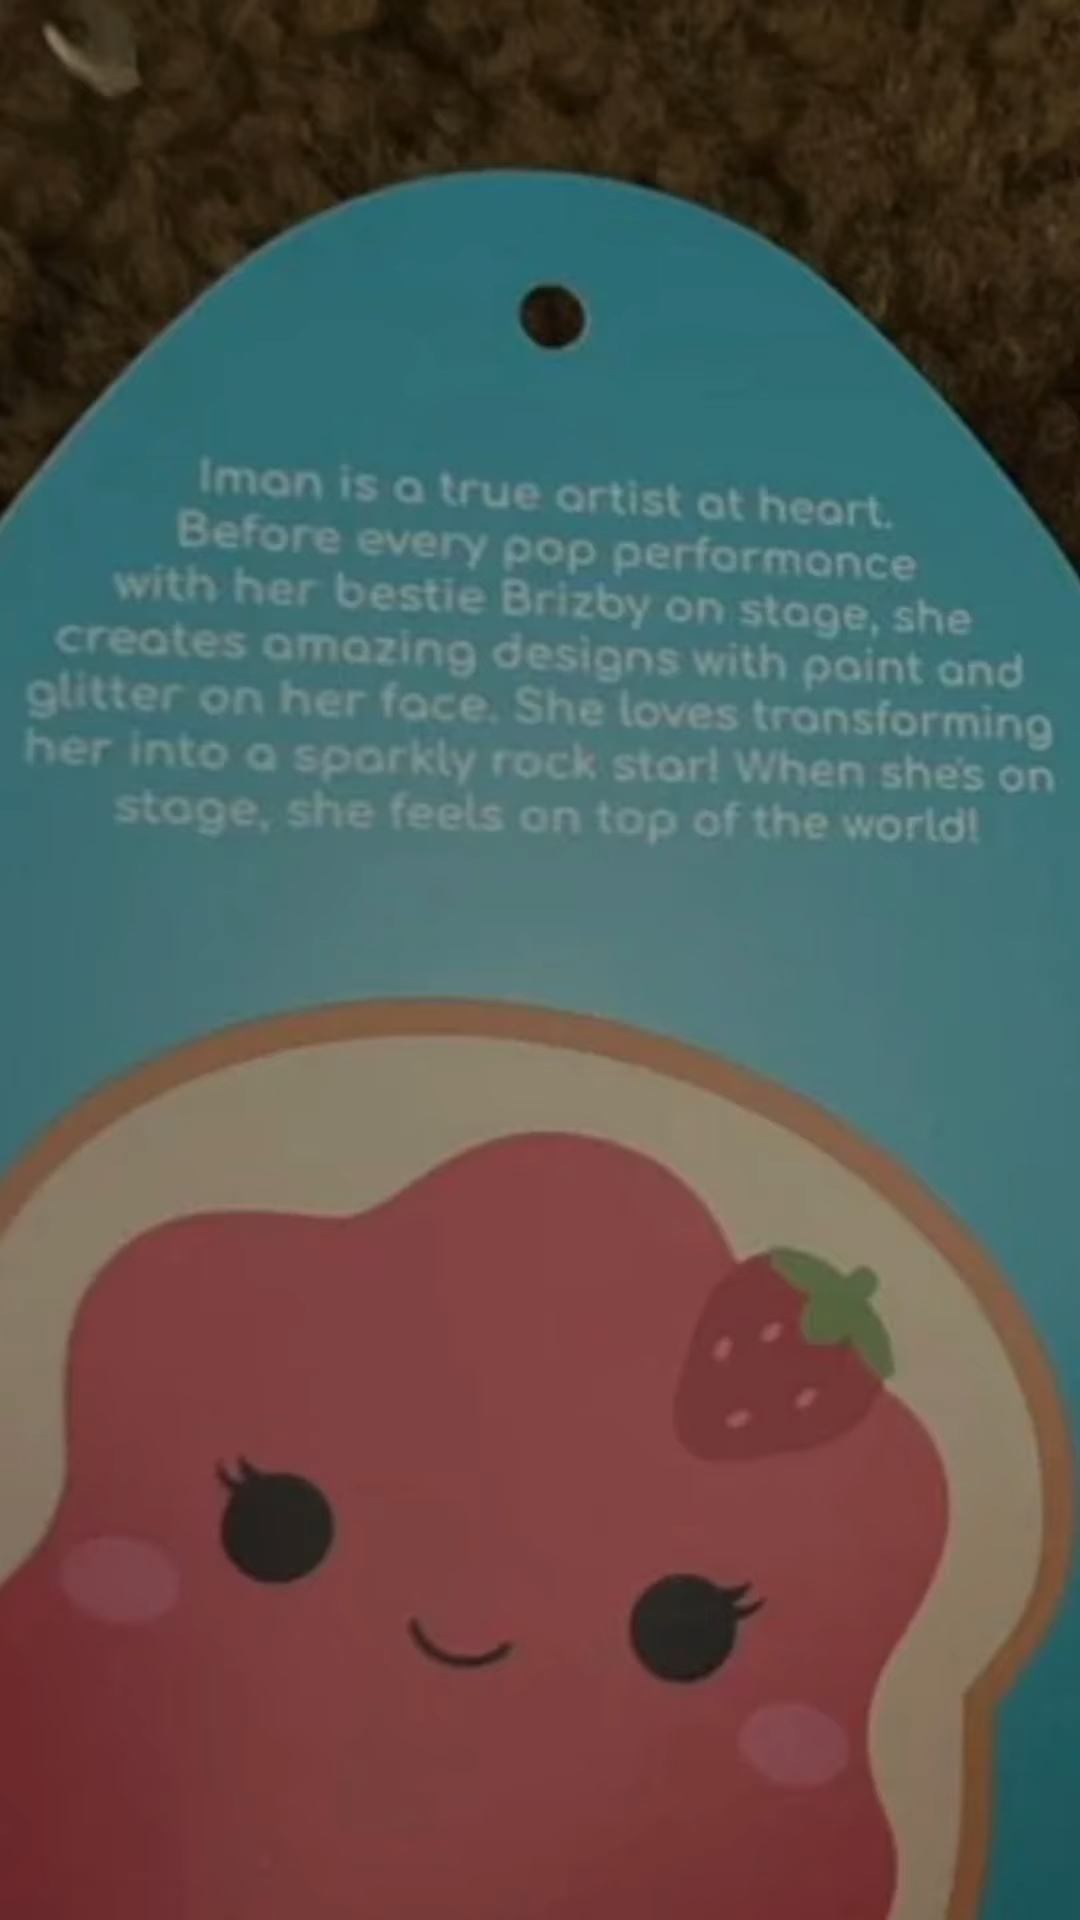 Iman is a true artist at heart.
Before every pop performance
with her bestie Brizby on stage, she
creates amazing designs with paint and
glitter on her face. She loves transforming
her into a sparkly rock star! When she's on
stage, she feels on top of the world!